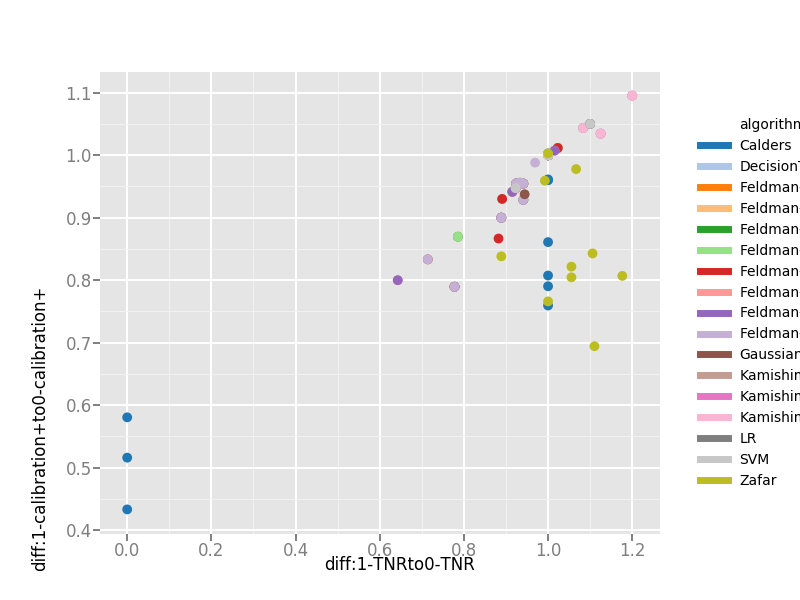 1.1
1.0
0.9
0.8
0.7
0.6
0.5
0.4
diff:1-calibration+to0-calibration+
0.0
0.2
0.4
0.6
0.8
1.0
1.2
diff:1-TNRto0-TNR
algorithm
Calders
DecisionT
Feldman
Feldman
Feldman
Feldman
Feldman
Feldman
Feldman
Feldman
Gaussian
Kamishin
Kamishin
Kamishin
LR
SVM
Zafar